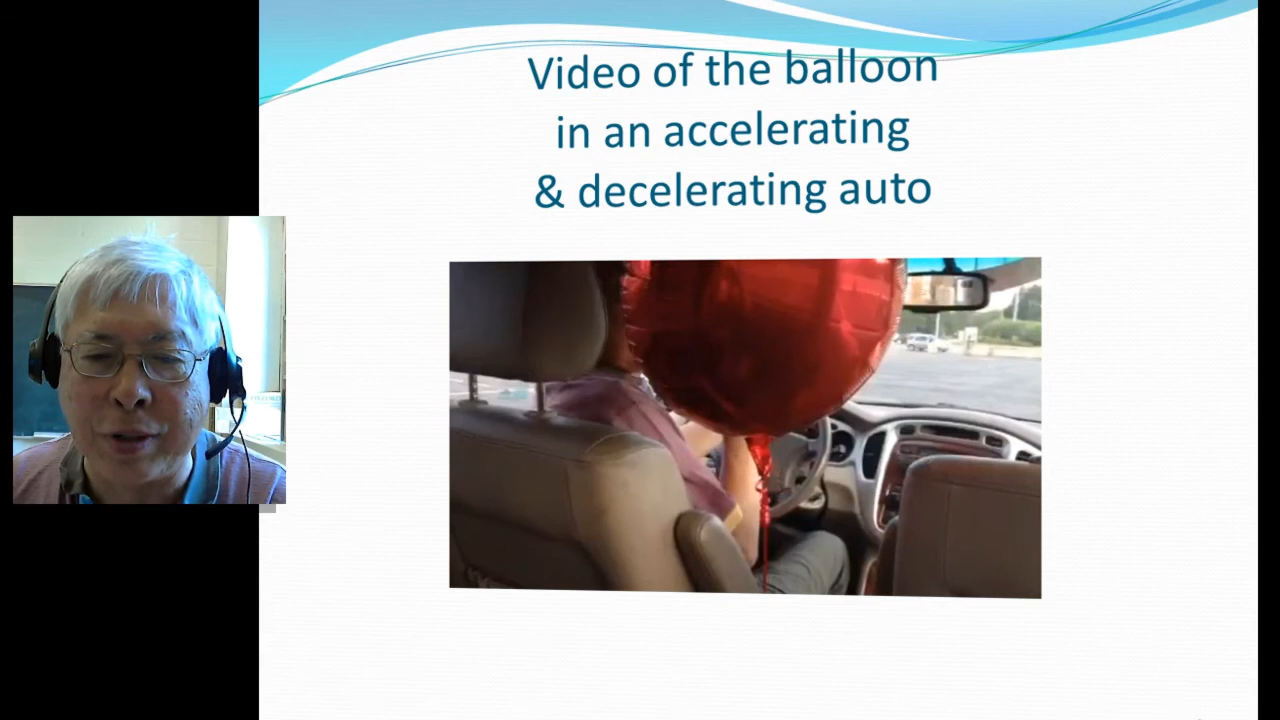 Video of the balloon
in an accelerating
& decelerating auto